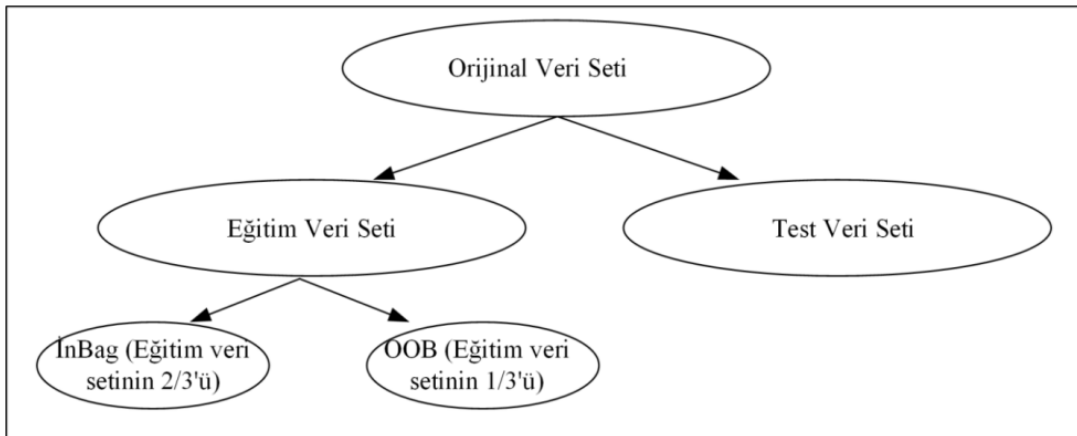 Orijinal Veri Seti
Eğitim Veri Seti
Test Veri Seti
İnBag (Eğitim veri
setinin 2/3'ü)
OOB (Eğitim veri
setinin 1/3'ü)